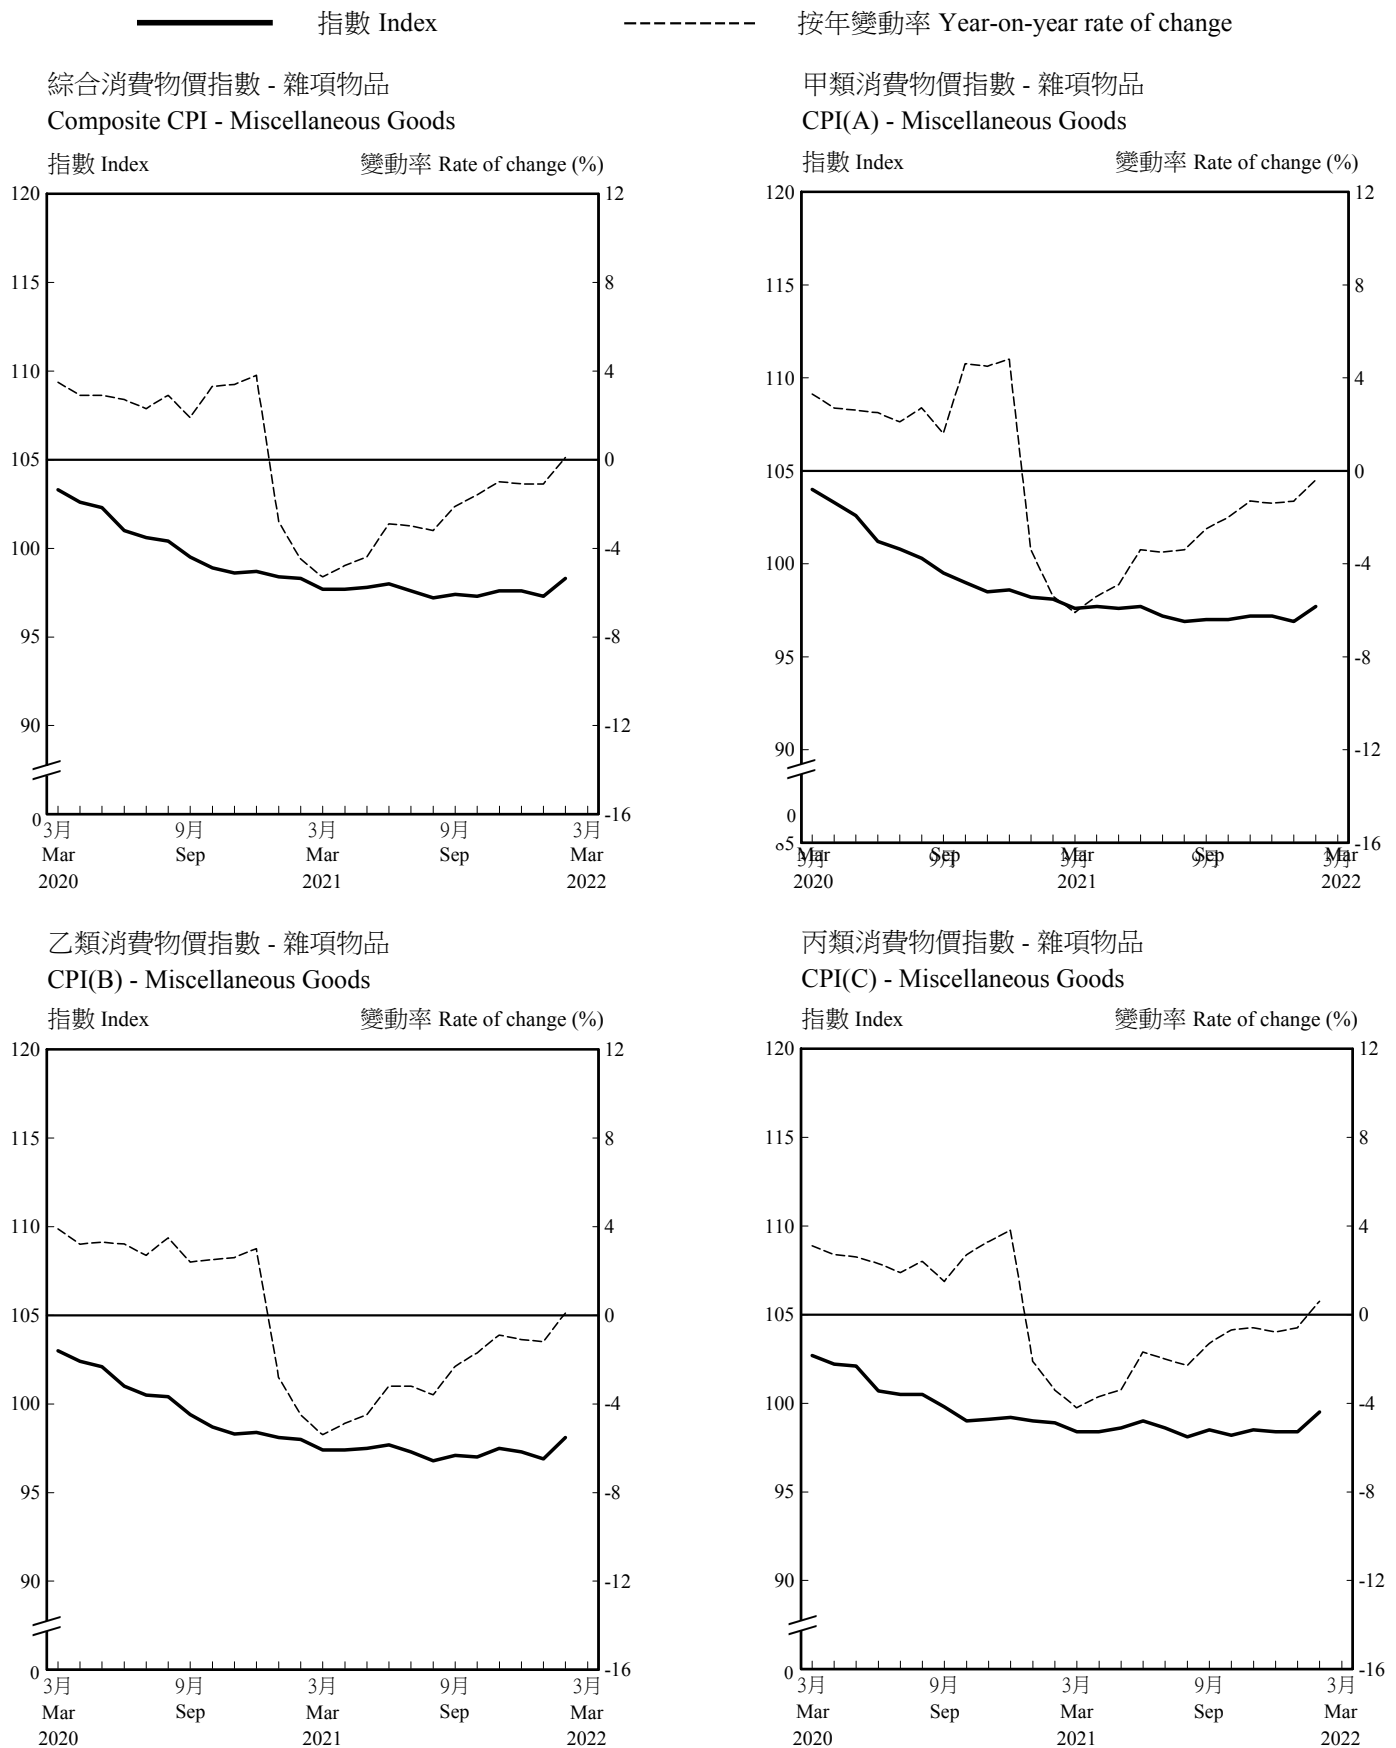 指數 Index 按年變動率 Year-on-year rate of change
綜合消費物價指數 - 雜項物品
Composite CPI - Miscellaneous Goods
指數 Index 變動率 Rate of change (%)
120 12
115 8
110 4
105 0
100 -4
95 -8
90 -12
0 -16
3月 9月 3月 9月 3月
Mar Sep Mar Sep Mar
2020 2021 2022
甲類消費物價指數 - 雜項物品
CPI(A) - Miscellaneous Goods
指數 Index 變動率 Rate of change (%)
120 12
115 8
110 4
105 0
100 -4
95 -8
90 -12
0
-16
Mar Sep Mar Sep Mar
3月 9月 3月 9月 3月
2020 2021 2022
乙類消費物價指數 - 雜項物品
CPI(B) - Miscellaneous Goods
指數 Index 變動率 Rate of change (%)
120 12
115 8
110 4
105 0
100 -4
95 -8
90 -12
0 -16
3月 9月 3月 9月 3月
Mar Sep Mar Sep Mar
2020 2021 2022
丙類消費物價指數 - 雜項物品
CPI(C) - Miscellaneous Goods
指數 Index 變動率 Rate of change (%)
120 12
115 8
110 4
105 0
100 -4
95 -8
90 -12
0 -16
3月 9月 3月 9月 3月
Mar Sep Mar Sep Mar
2020 2021 2022